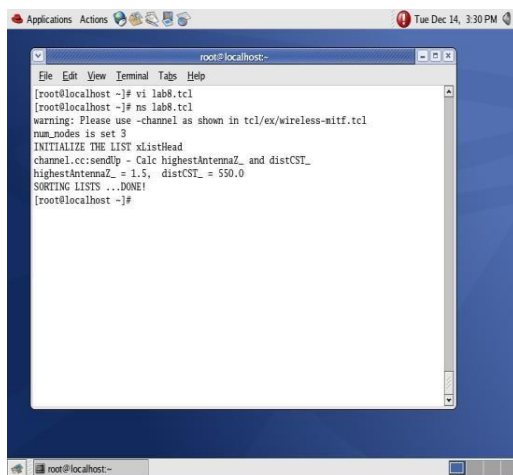 Applications Actions
Tue Dec 14, 3:30 PM
root@localhost:~
File Edit View Terminal Tabs Help
[root@localhost ~]# vi lab8.tcl
[root@localhost ~]# ns lab8.tcl
warning: Please use -channel as shown in tcl/ex/wireless-mitf.tcl
num_nodes is set 3
INITIALIZE THE LIST xListHead
channel.cc:sendUp - Calc highestAntennaZ_ and distCST_
highestAntennaZ_ = 1.5, distCST_ = 550.0
SORTING LISTS ...DONE!
[root@localhost ~]#
root@localhost:~